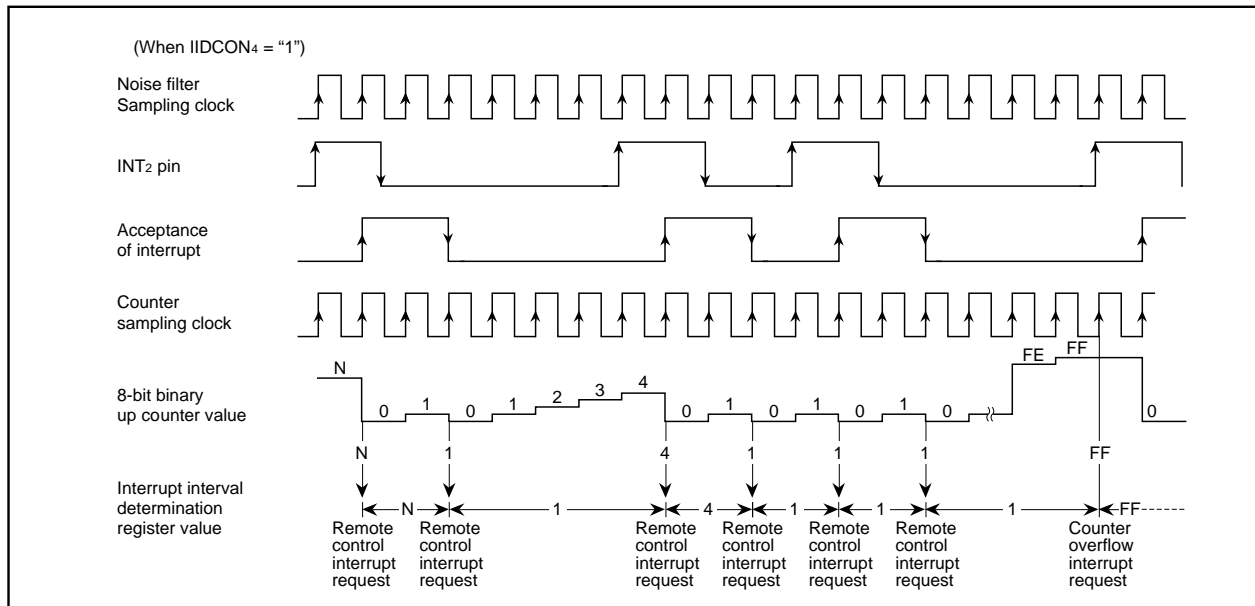 (When IIDCON4 = “1”)
Noise filter
Sampling clock
INT2 pin
Acceptance
of interrupt
Counter
sampling clock
8-bit binary
up counter value
N 0 1 0 1 2 3 4 0 1 0 1 0 1 0 FE FF 0
N 1 4 1 1 1 FF
Interrupt interval
determination
register value
N 1 4 1 1 1 FF
Remote
control
interrupt
request
Remote
control
interrupt
request
Remote
control
interrupt
request
Remote
control
interrupt
request
Remote
control
interrupt
request
Remote
control
interrupt
request
Counter
overflow
interrupt
request